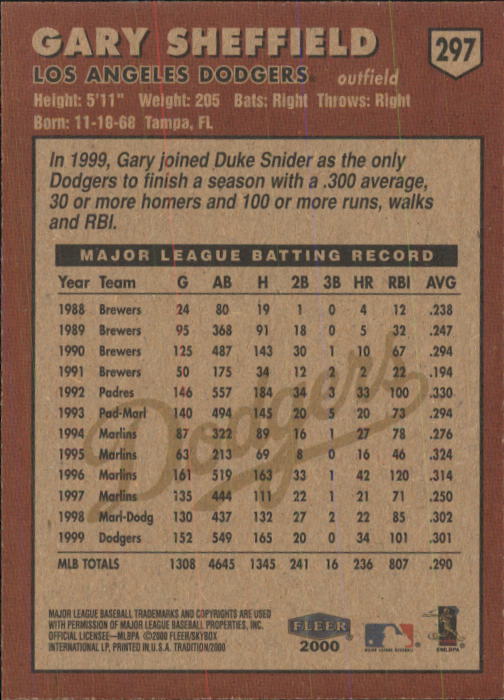 GARY SHEFFIELD
297
LOS ANGELES DODGERS outfield
Height: 5'11" Weight: 205 Bats: Right Throws: Right
Born: 11-18-68 Tampa, FL
In 1999, Gary joined Duke Snider as the only
Dodgers to finish a season with a .300 average,
30 or more homers and 100 or more runs, walks
and RBI.
MAJOR LEAGUE BATTING RECORD
Year Team G AB H 2B 3B HR RBI AVG
1988 Brewers 24 80 19 1 0 4 12 .238
1989 Brewers 95 368 91 18 0 5 32 .247
1990 Brewers 125 487 143 30 1 10 67 .294
1991 Brewers 50 175 34 12 2 2 22 .194
1992 Padres 146 557 184 34 3 33 100 .330
1993 Pad-Marl 140 494 145 20 5 20 73 .294
1994 Marlins 87 322 89 16 1 27 78 .276
1995 Marlins 63 213 69 8 0 16 46 .324
1996 Marlins 161 519 163 33 1 42 120 .314
1997 Marlins 135 444 111 22 1 21 71 .250
1998 Marl-Dodg 130 437 132 27 2 22 85 .302
1999 Dodgers 152 549 165 20 0 34 101 .301
MLB TOTALS 1308 4645 1345 241 16 236 807 .290
Dodgers
MAJOR LEAGUE BASEBALL TRADEMARKS AND COPYRIGHTS ARE USED
WITH PERMISSION OF MAJOR LEAGUE BASEBALL PROPERTIES, INC.
OFFICIAL LICENSEE—MLBPA ©2000 FLEER/SKYBOX
INTERNATIONAL LP, PRINTED IN U.S.A. TRADITION/2000
FLEER
2000
MAJOR LEAGUE BASEBALL
©MLBPA